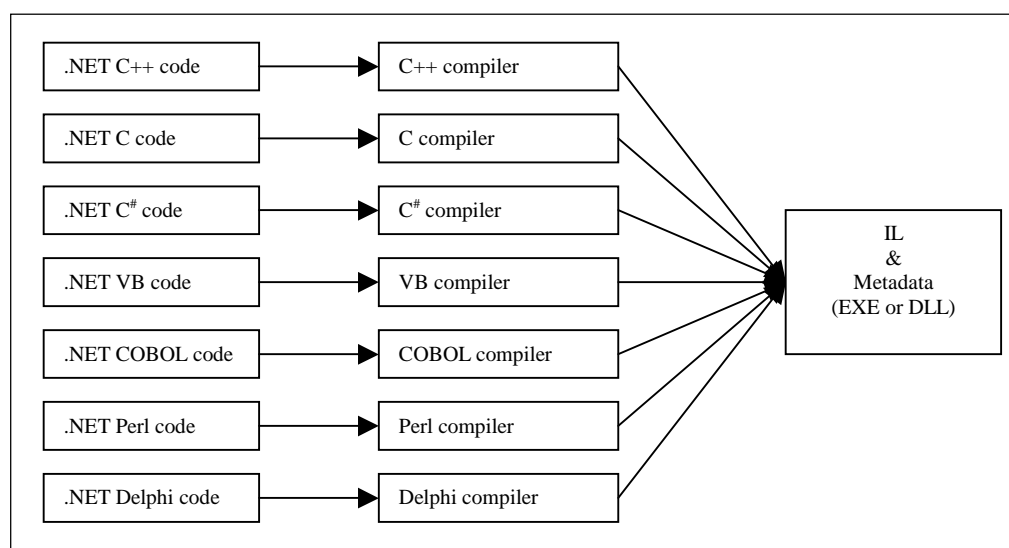 .NET C++ code
C++ compiler
.NET C code
C compiler
.NET C# code
C# compiler
.NET VB code
VB compiler
.NET COBOL code
COBOL compiler
.NET Perl code
Perl compiler
.NET Delphi code
Delphi compiler
IL
&
Metadada
(EXE or DLL)